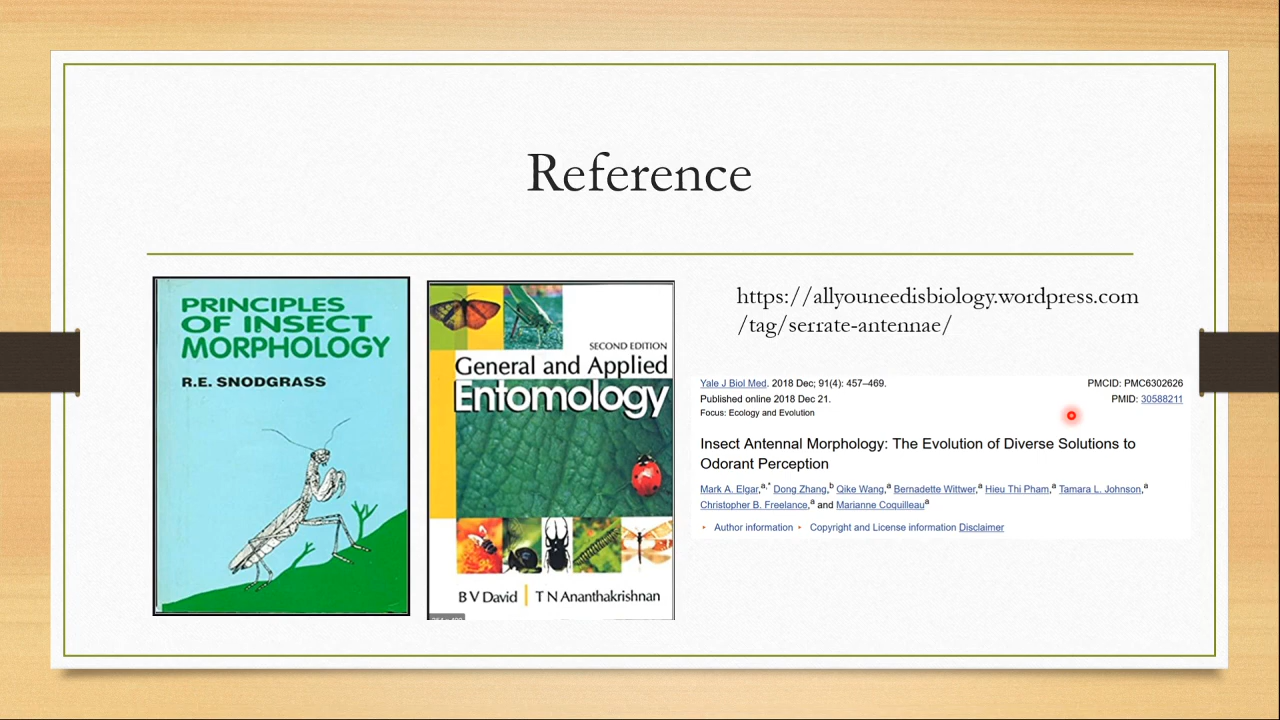 Reference
PRINCIPLES
OF INSECT
MORPHOLOGY
R.E. SNODGRASS
SECOND EDITION
General and Applied
Entomology
B V David T N Ananthakrishnan
https://allyouneedisbiology.wordpress.com
/tag/serrate-antennae/
Yale J Biol Med. 2018 Dec; 91(4): 457–469. PMCID: PMC6302626
Published online 2018 Dec 21. PMID: 30588211
Focus: Ecology and Evolution
Insect Antennal Morphology: The Evolution of Diverse Solutions to
Odorant Perception
Mark A. Elgar,a,* Dong Zhang,b Qike Wang,a Bernadette Wittwer,a Hieu Thi Pham,a Tamara L. Johnson,a
Christopher B. Freelance,a and Marianne Coquilleaua
Author information Copyright and License information Disclaimer